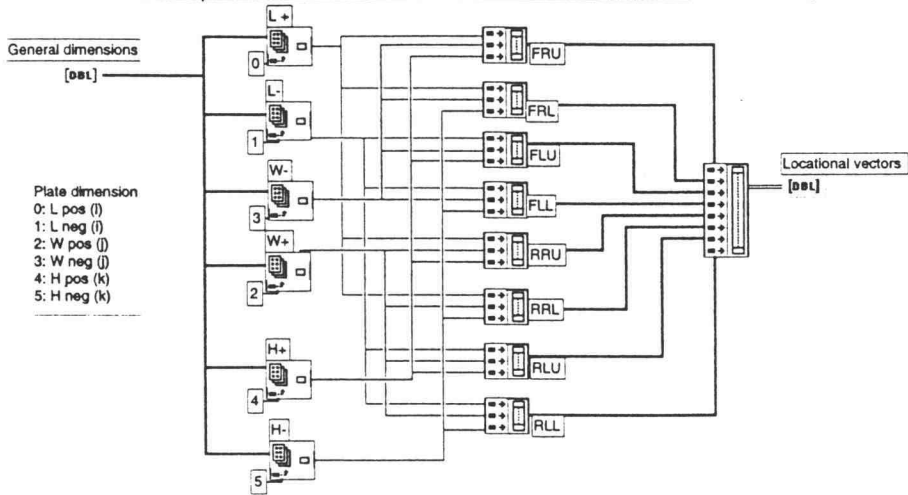 General dimensions
[DBL]
Plate dimension
0: L pos (i)
1: L neg (i)
2: W pos (j)
3: W neg (j)
4: H pos (k)
5: H neg (k)
L +
0
L-
1
W-
3
W+
2
H+
4
H-
5
FRU
FRL
FLU
FLL
RRU
RRL
RLU
RLL
Locational vectors
[DBL]